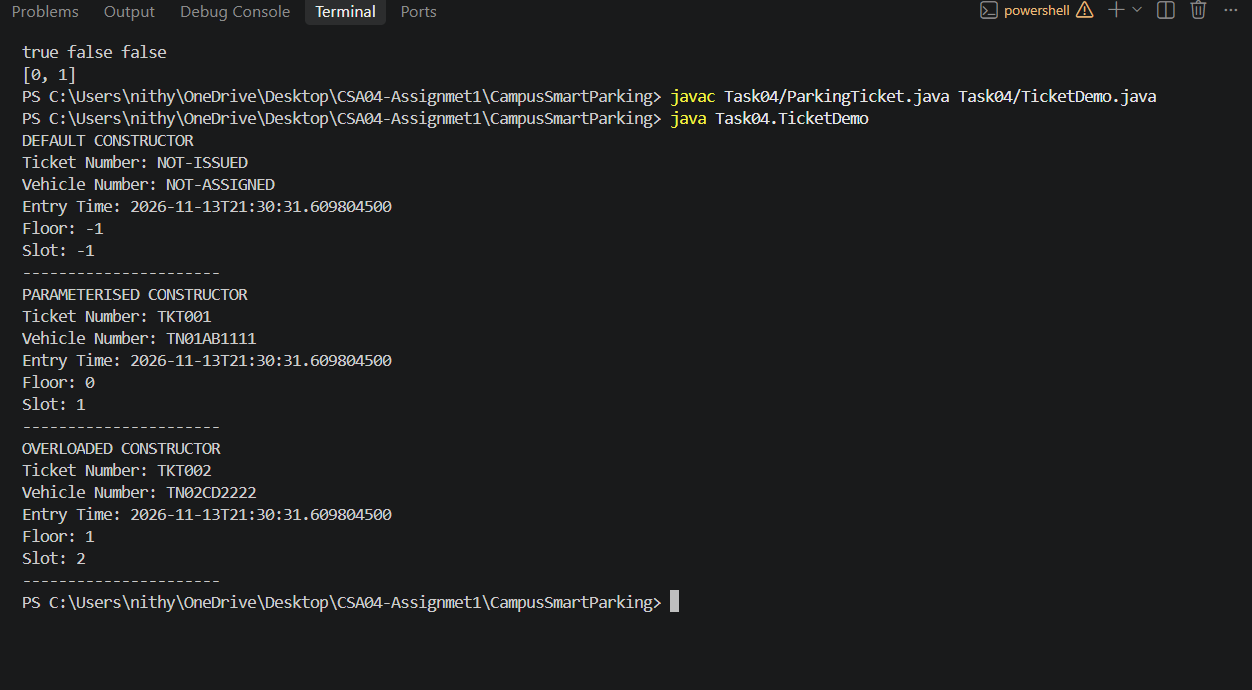 Problems Output Debug Console Terminal Ports powershell
true false false
[0, 1]
PS C:\Users\nithy\OneDrive\Desktop\CSA04-Assignmet1\CampusSmartParking> javac Task04/ParkingTicket.java Task04/TicketDemo.java
PS C:\Users\nithy\OneDrive\Desktop\CSA04-Assignmet1\CampusSmartParking> java Task04.TicketDemo
DEFAULT CONSTRUCTOR
Ticket Number: NOT-ISSUED
Vehicle Number: NOT-ASSIGNED
Entry Time: 2026-11-13T21:30:31.609804500
Floor: -1
Slot: -1
----------------------
PARAMETERISED CONSTRUCTOR
Ticket Number: TKT001
Vehicle Number: TN01AB1111
Entry Time: 2026-11-13T21:30:31.609804500
Floor: 0
Slot: 1
----------------------
OVERLOADED CONSTRUCTOR
Ticket Number: TKT002
Vehicle Number: TN02CD2222
Entry Time: 2026-11-13T21:30:31.609804500
Floor: 1
Slot: 2
----------------------
PS C:\Users\nithy\OneDrive\Desktop\CSA04-Assignmet1\CampusSmartParking>